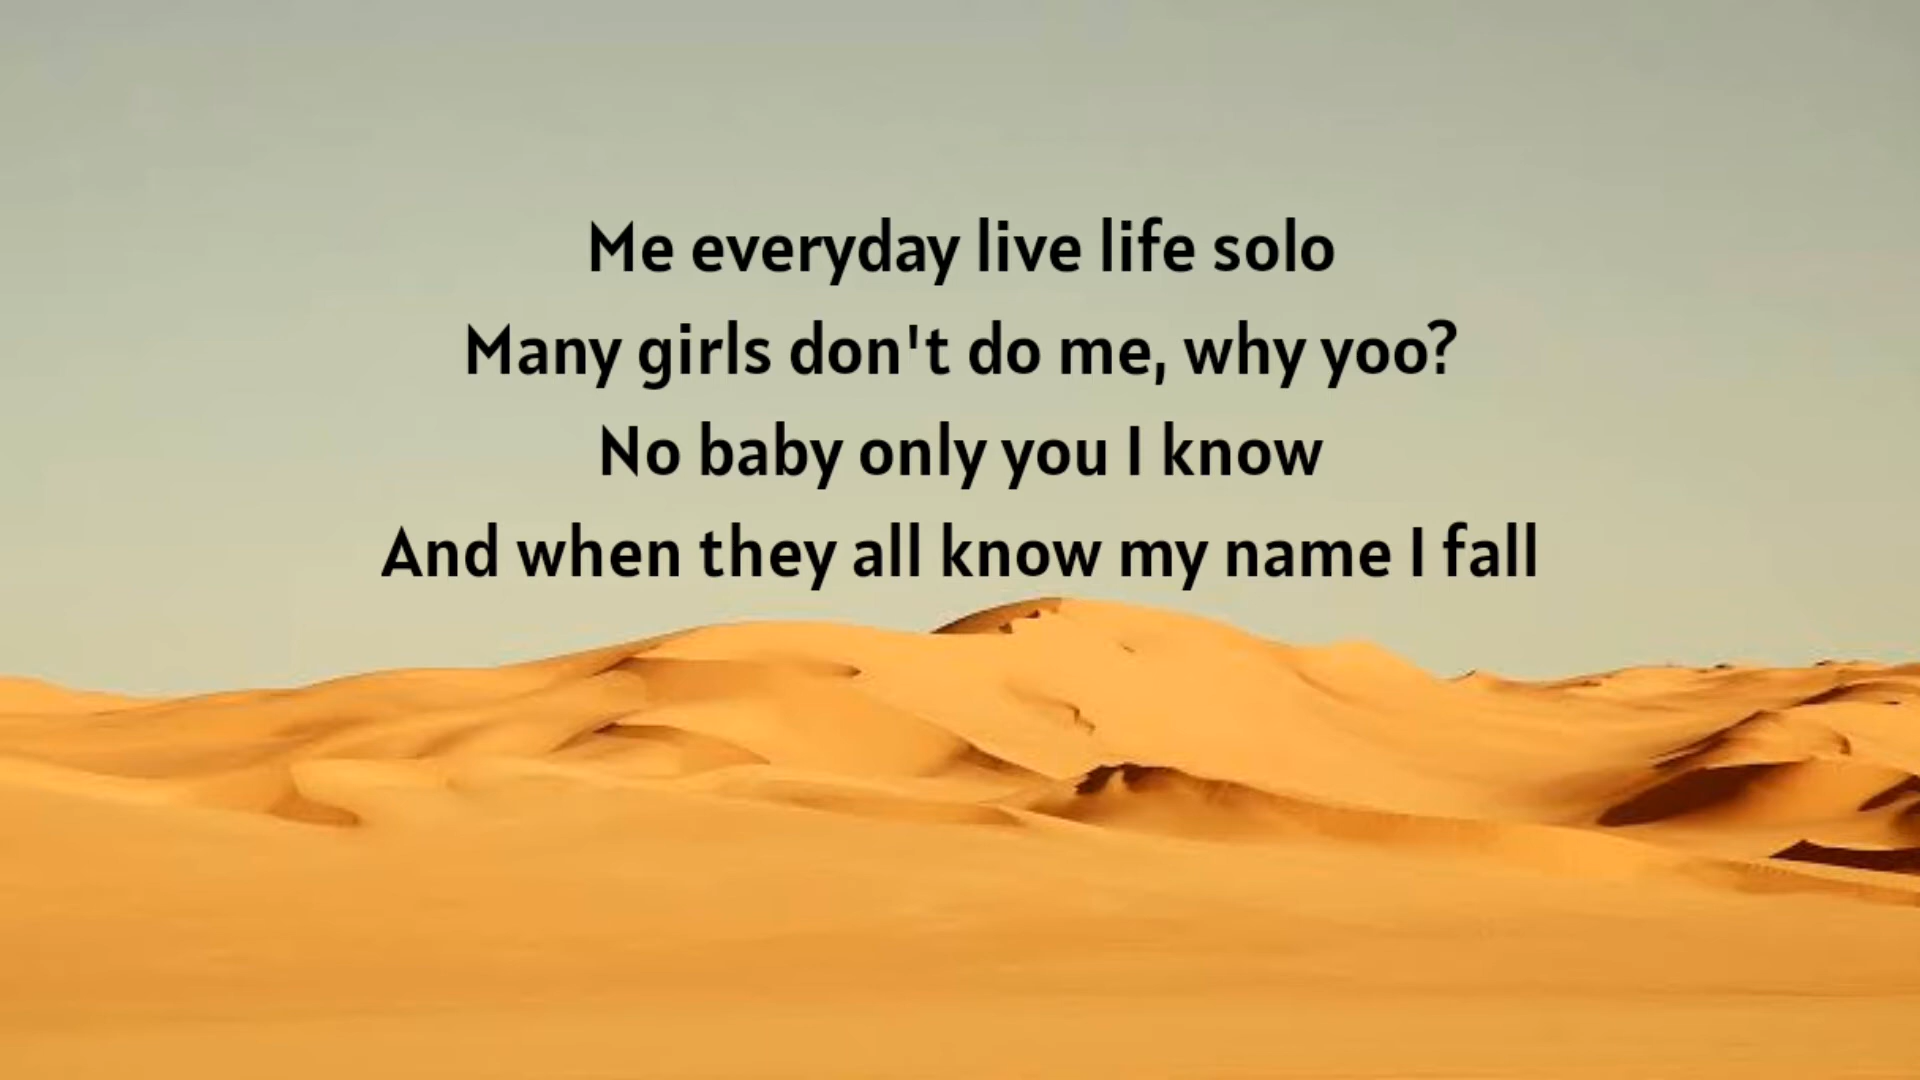 Me everyday live life solo
Many girls don't do me, why yoo?
No baby only you I know
And when they all know my name I fall